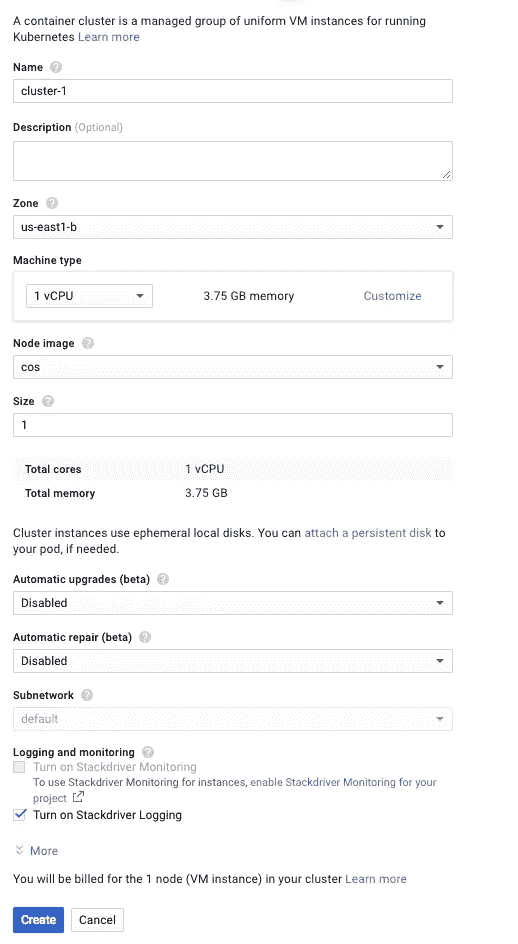 A container cluster is a managed group of uniform VM instances for running
Kubernetes Learn more
Name ?
cluster-1
Description (Optional)
Zone ?
us-east1-b
Machine type
1 vCPU 3.75 GB memory Customize
Node image ?
cos
Size ?
1
Total cores 1 vCPU
Total memory 3.75 GB
Cluster instances use ephemeral local disks. You can attach a persistent disk to
your pod, if needed.
Automatic upgrades (beta) ?
Disabled
Automatic repair (beta) ?
Disabled
Subnetwork ?
default
Logging and monitoring ?
Turn on Stackdriver Monitoring
To use Stackdriver Monitoring for instances, enable Stackdriver Monitoring for your
project
Turn on Stackdriver Logging
More
You will be billed for the 1 node (VM instance) in your cluster Learn more
Create Cancel